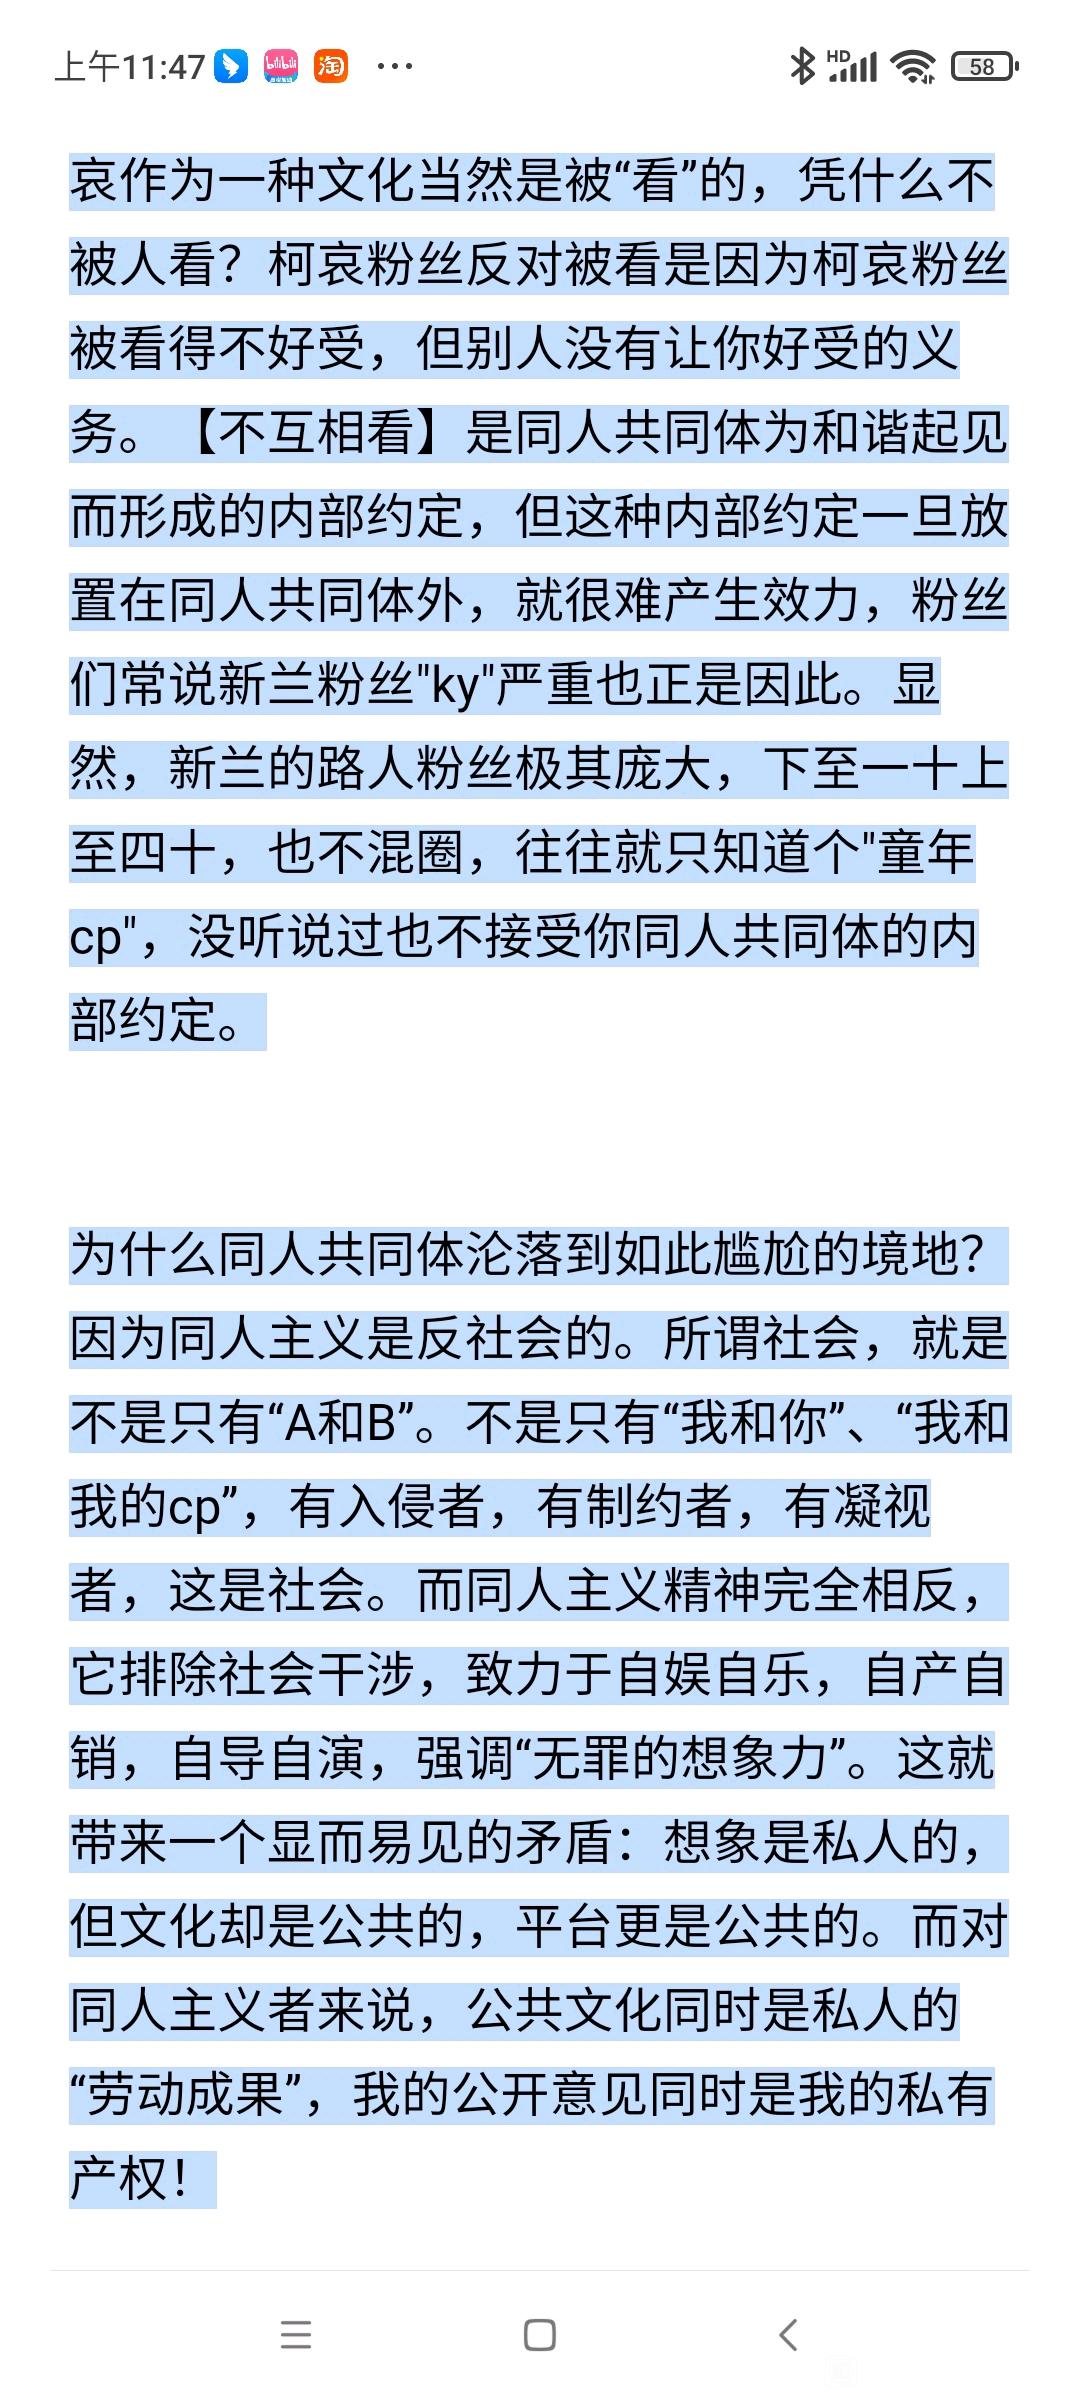 上午11:47 bilibili 淘 ··· HD 58
哀作为一种文化当然是被“看”的，凭什么不
被人看？柯哀粉丝反对被看是因为柯哀粉丝
被看得不好受，但别人没有让你好受的义
务。【不互相看】是同人共同体为和谐起见
而形成的内部约定，但这种内部约定一旦放
置在同人共同体外，就很难产生效力，粉丝
们常说新兰粉丝"ky"严重也正是因此。显
然，新兰的路人粉丝极其庞大，下至一十上
至四十，也不混圈，往往就只知道个"童年
cp"，没听说过也不接受你同人共同体的内
部约定。
为什么同人共同体沦落到如此尴尬的境地？
因为同人主义是反社会的。所谓社会，就是
不是只有“A和B”。不是只有“我和你”、“我和
我的cp”，有入侵者，有制约者，有凝视
者，这是社会。而同人主义精神完全相反，
它排除社会干涉，致力于自娱自乐，自产自
销，自导自演，强调“无罪的想象力”。这就
带来一个显而易见的矛盾：想象是私人的，
但文化却是公共的，平台更是公共的。而对
同人主义者来说，公共文化同时是私人的
“劳动成果”，我的公开意见同时是我的私有
产权！